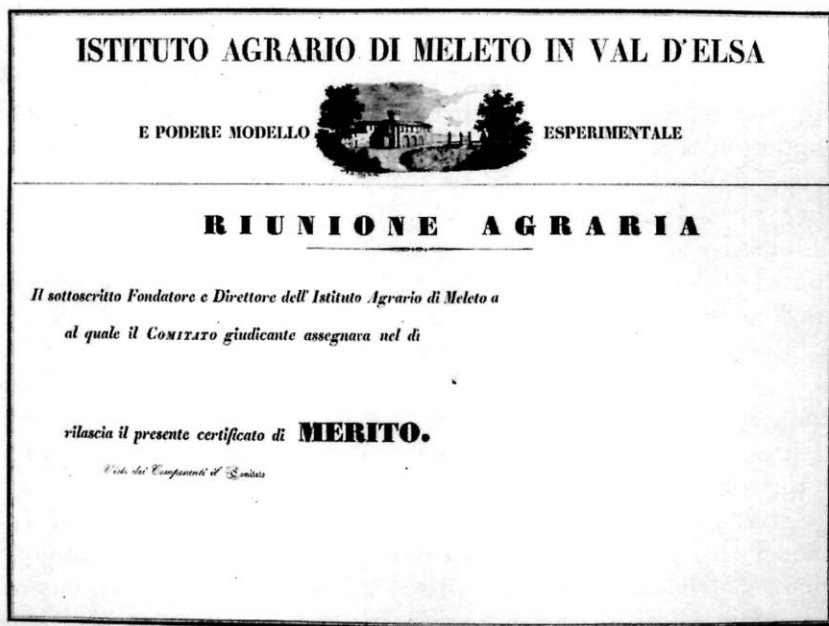 ISTITUTO AGRARIO DI MELETO IN VAL D'ELSA
E PODERE MODELLO ESPERIMENTALE
RIUNIONE AGRARIA
Il sottoscritto Fondatore e Direttore dell' Istituto Agrario di Meleto a
al quale il COMITATO giudicante assegnava nel dì
rilascia il presente certificato di MERITO.
Visto dai Componenti il Comitato